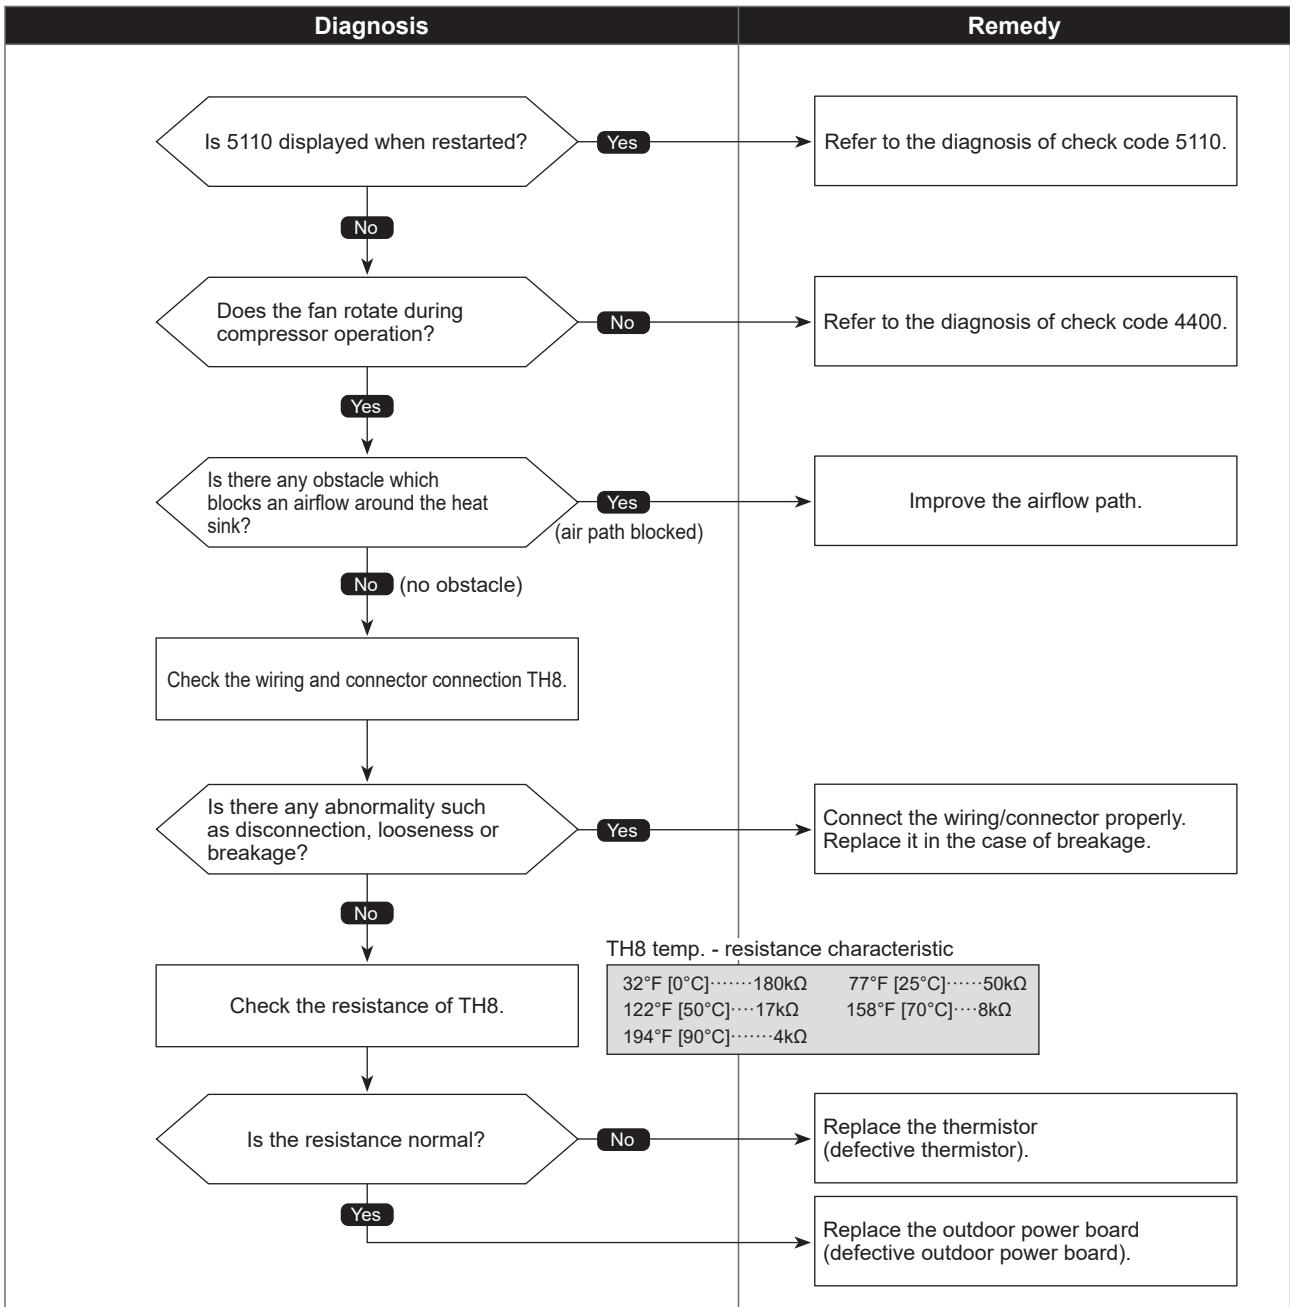 Diagnosis
Remedy
Is 5110 displayed when restarted?
Yes
Refer to the diagnosis of check code 5110.
No
Does the fan rotate during
compressor operation?
No
Refer to the diagnosis of check code 4400.
Yes
Is there any obstacle which
blocks an airflow around the heat
sink?
Yes
(air path blocked)
Improve the airflow path.
No (no obstacle)
Check the wiring and connector connection TH8.
Is there any abnormality such
as disconnection, looseness or
breakage?
Yes
Connect the wiring/connector properly.
Replace it in the case of breakage.
No
TH8 temp. - resistance characteristic
32°F [0°C]·······180kΩ 77°F [25°C]······50kΩ
122°F [50°C]····17kΩ 158°F [70°C]····8kΩ
194°F [90°C]·······4kΩ
Check the resistance of TH8.
Is the resistance normal?
No
Replace the thermistor
(defective thermistor).
Yes
Replace the outdoor power board
(defective outdoor power board).